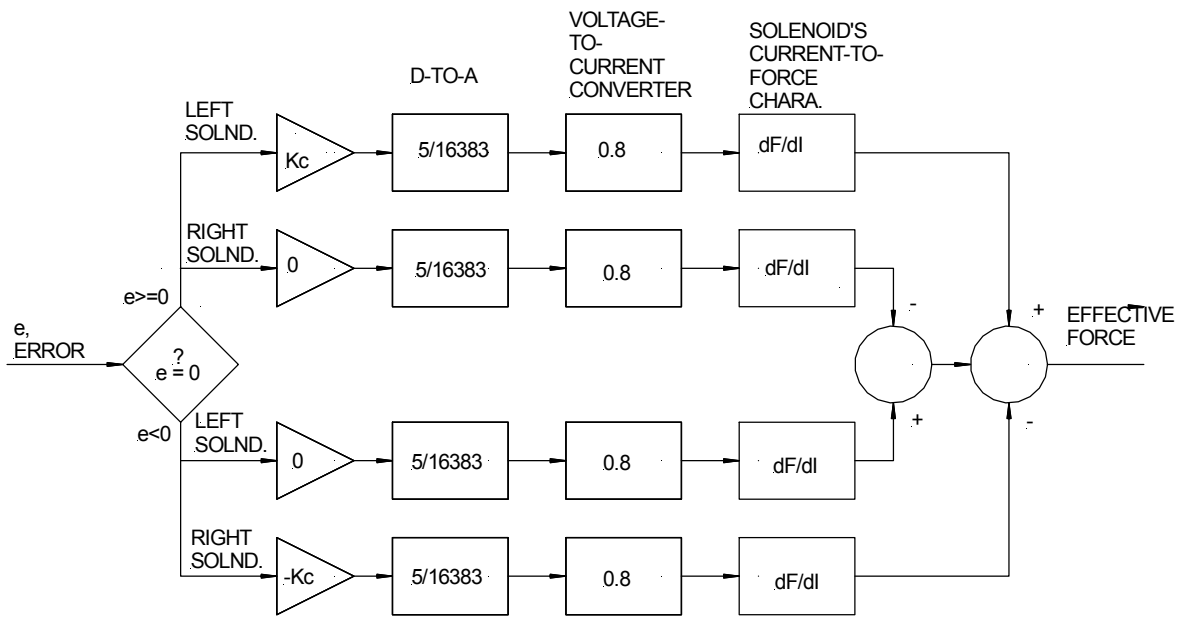 VOLTAGE-
TO-
CURRENT
CONVERTER
SOLENOID'S
CURRENT-TO-
FORCE
CHARA.
D-TO-A
LEFT
SOLND.
Kc
5/16383
0.8
dF/dI
RIGHT
SOLND.
0
5/16383
0.8
dF/dI
e>=0
-
+
EFFECTIVE
FORCE
e,
ERROR
?
e = 0
e<0
LEFT
SOLND.
+
-
0
5/16383
0.8
dF/dI
RIGHT
SOLND.
-Kc
5/16383
0.8
dF/dI